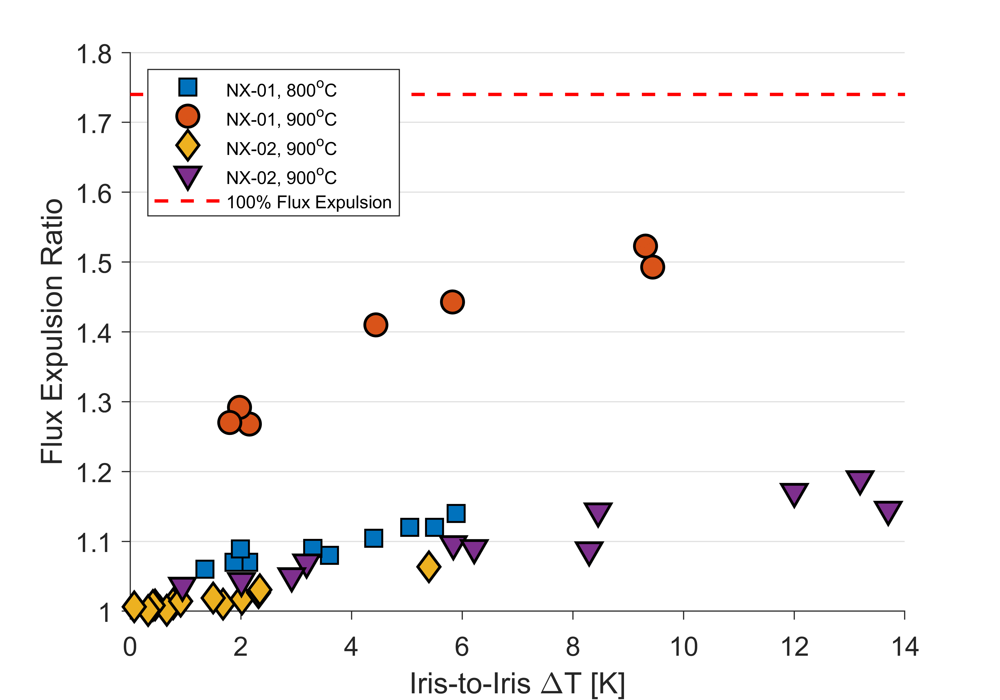 1.8
1.7
1.6
1.5
1.4
1.3
1.2
1.1
1
Flux Expulsion Ratio
NX-01, 800°C
NX-01, 900°C
NX-02, 900°C
NX-02, 900°C
100% Flux Expulsion
0 2 4 6 8 10 12 14
Iris-to-Iris ΔT [K]